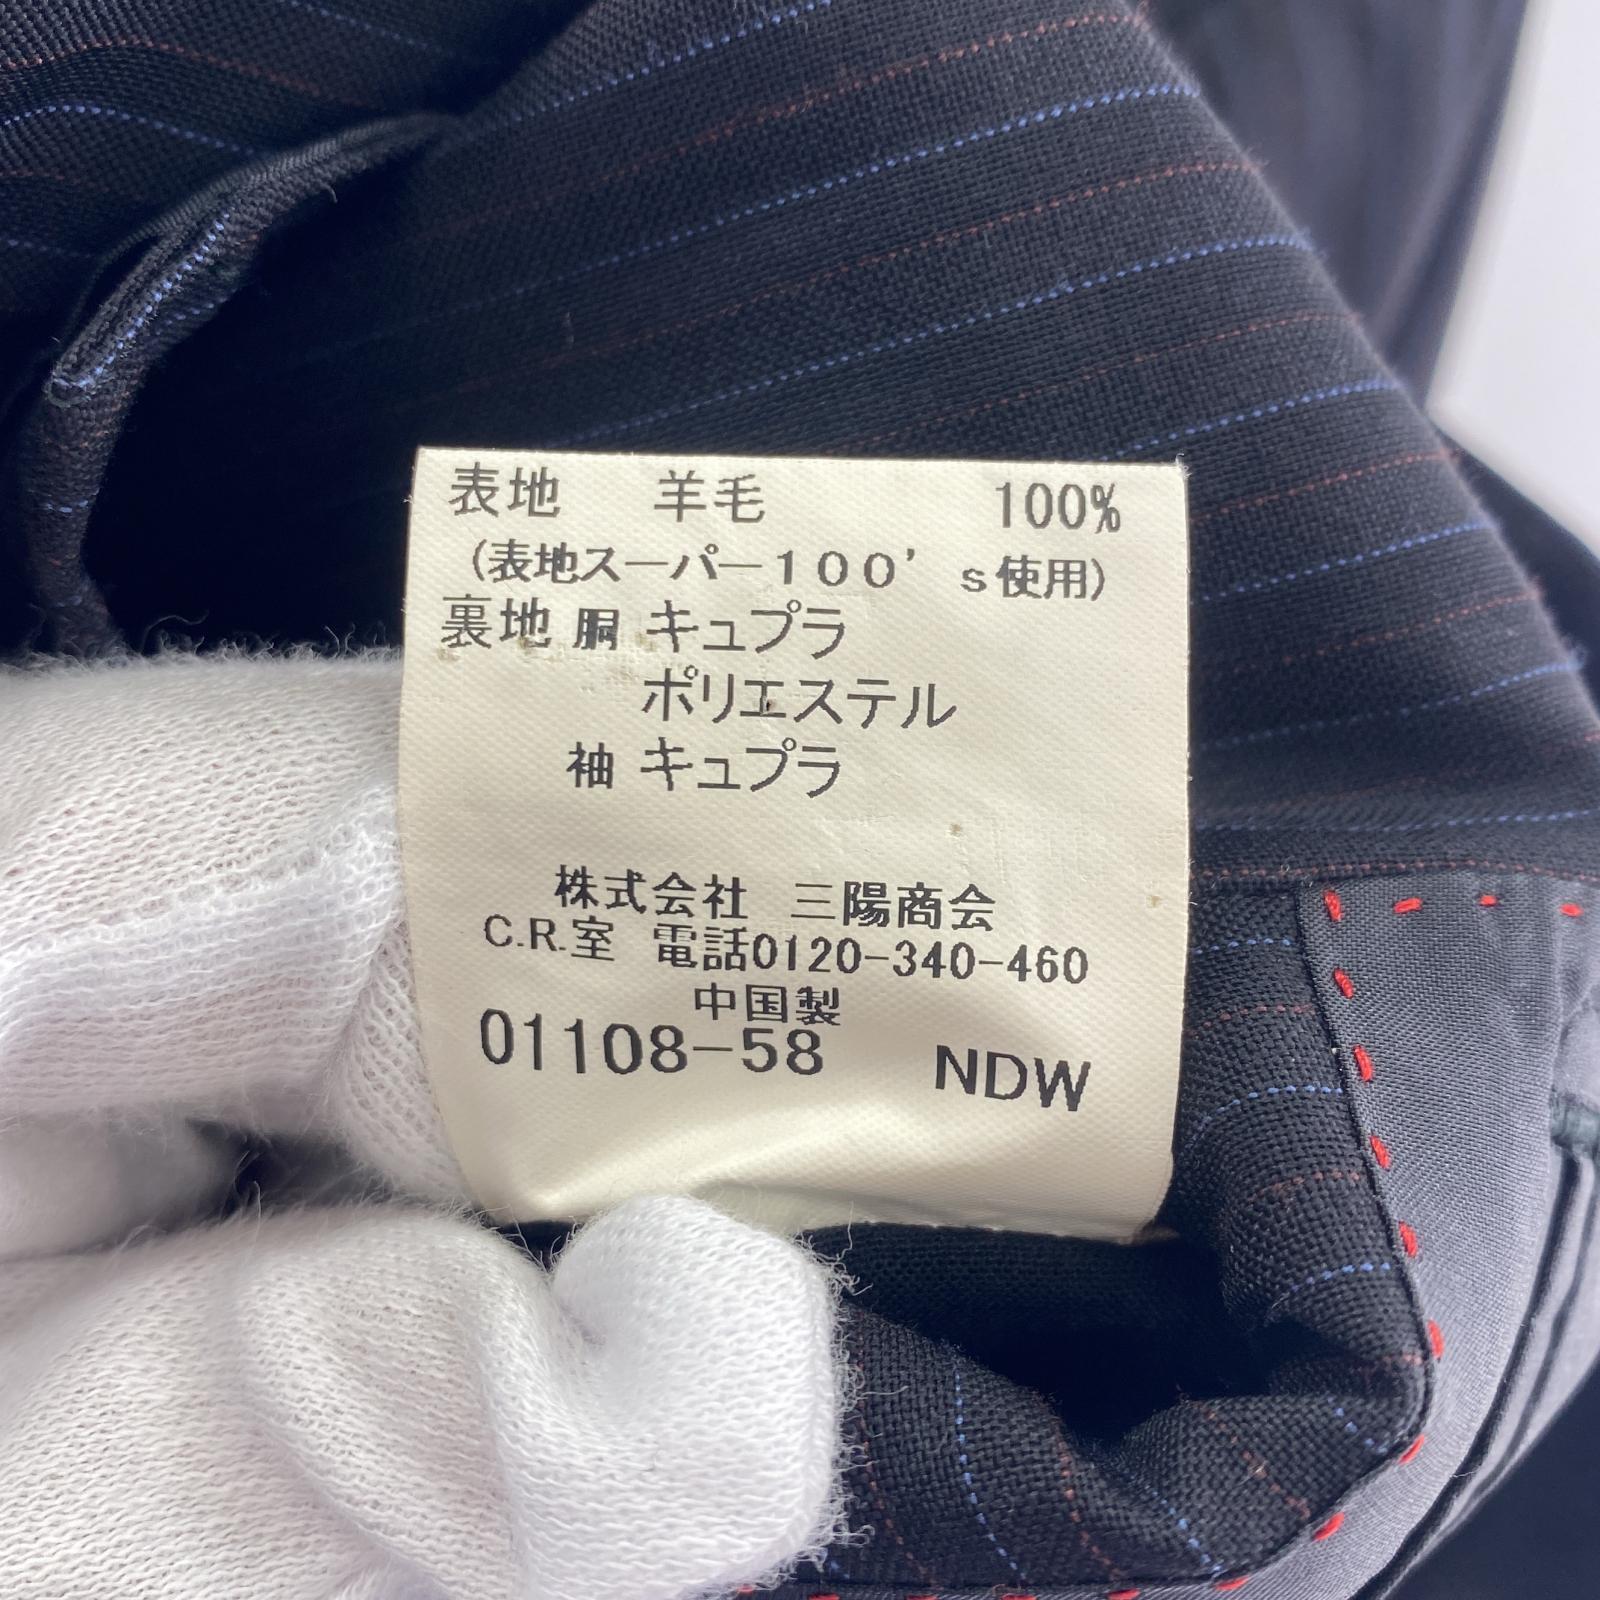 表地 羊毛 100%
(表地スーパー100's使用)
裏地 胴 キュプラ
ポリエステル
袖 キュプラ
株式会社 三陽商会
C.R.室 電話0120-340-460
中国製
01108-58 NDW